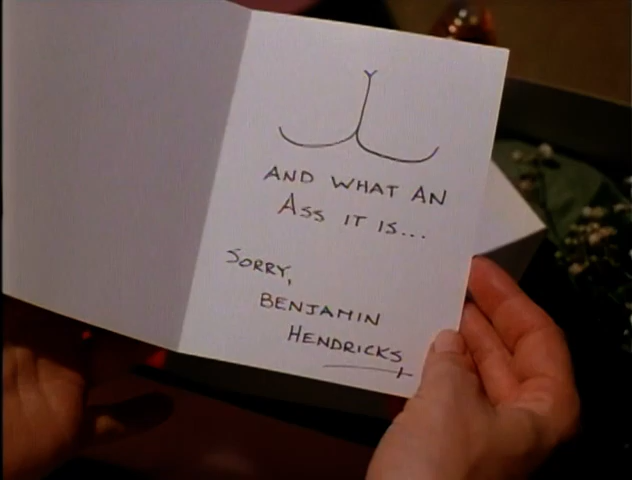 AND WHAT AN
ASS IT IS...
SORRY,
BENJAMIN
HENDRICKS